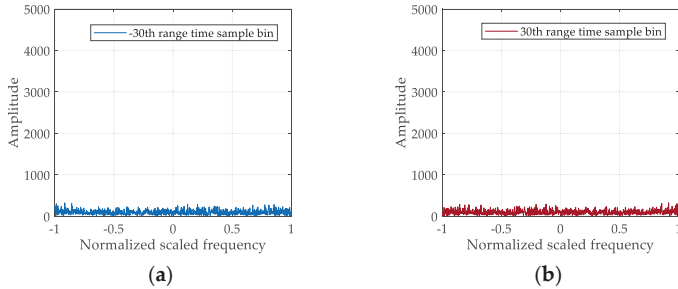 5000
4000
3000
2000
1000
0
Amplitude
-30th range time sample bin
-1
-0.5
0
0.5
1
Normalized scaled frequency
(a)
5000
4000
3000
2000
1000
0
Amplitude
30th range time sample bin
-1
-0.5
0
0.5
1
Normalized scaled frequency
(b)